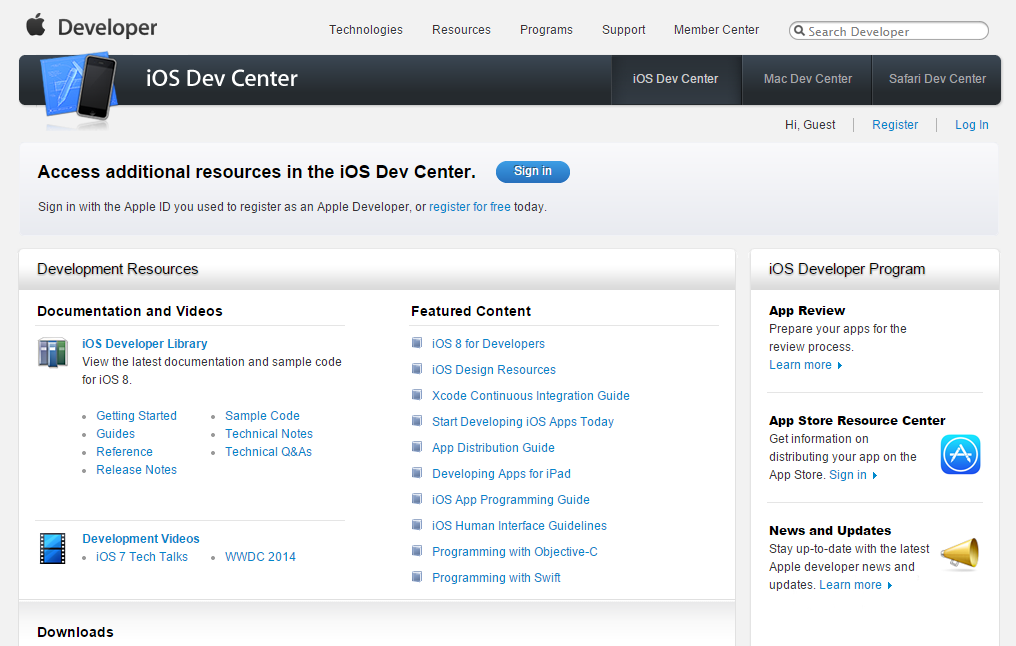 Developer
Technologies Resources Programs Support Member Center Search Developer
iOS Dev Center
iOS Dev Center Mac Dev Center Safari Dev Center
Hi, Guest Register Log In
Access additional resources in the iOS Dev Center. Sign in
Sign in with the Apple ID you used to register as an Apple Developer, or register for free today.
Development Resources
Documentation and Videos
iOS Developer Library
View the latest documentation and sample code
for iOS 8.
Getting Started
Guides
Reference
Release Notes
Sample Code
Technical Notes
Technical Q&As
Development Videos
iOS 7 Tech Talks WWDC 2014
Featured Content
iOS 8 for Developers
iOS Design Resources
Xcode Continuous Integration Guide
Start Developing iOS Apps Today
App Distribution Guide
Developing Apps for iPad
iOS App Programming Guide
iOS Human Interface Guidelines
Programming with Objective-C
Programming with Swift
Downloads
iOS Developer Program
App Review
Prepare your apps for the
review process.
Learn more
App Store Resource Center
Get information on
distributing your app on the
App Store. Sign in
News and Updates
Stay up-to-date with the latest
Apple developer news and
updates. Learn more